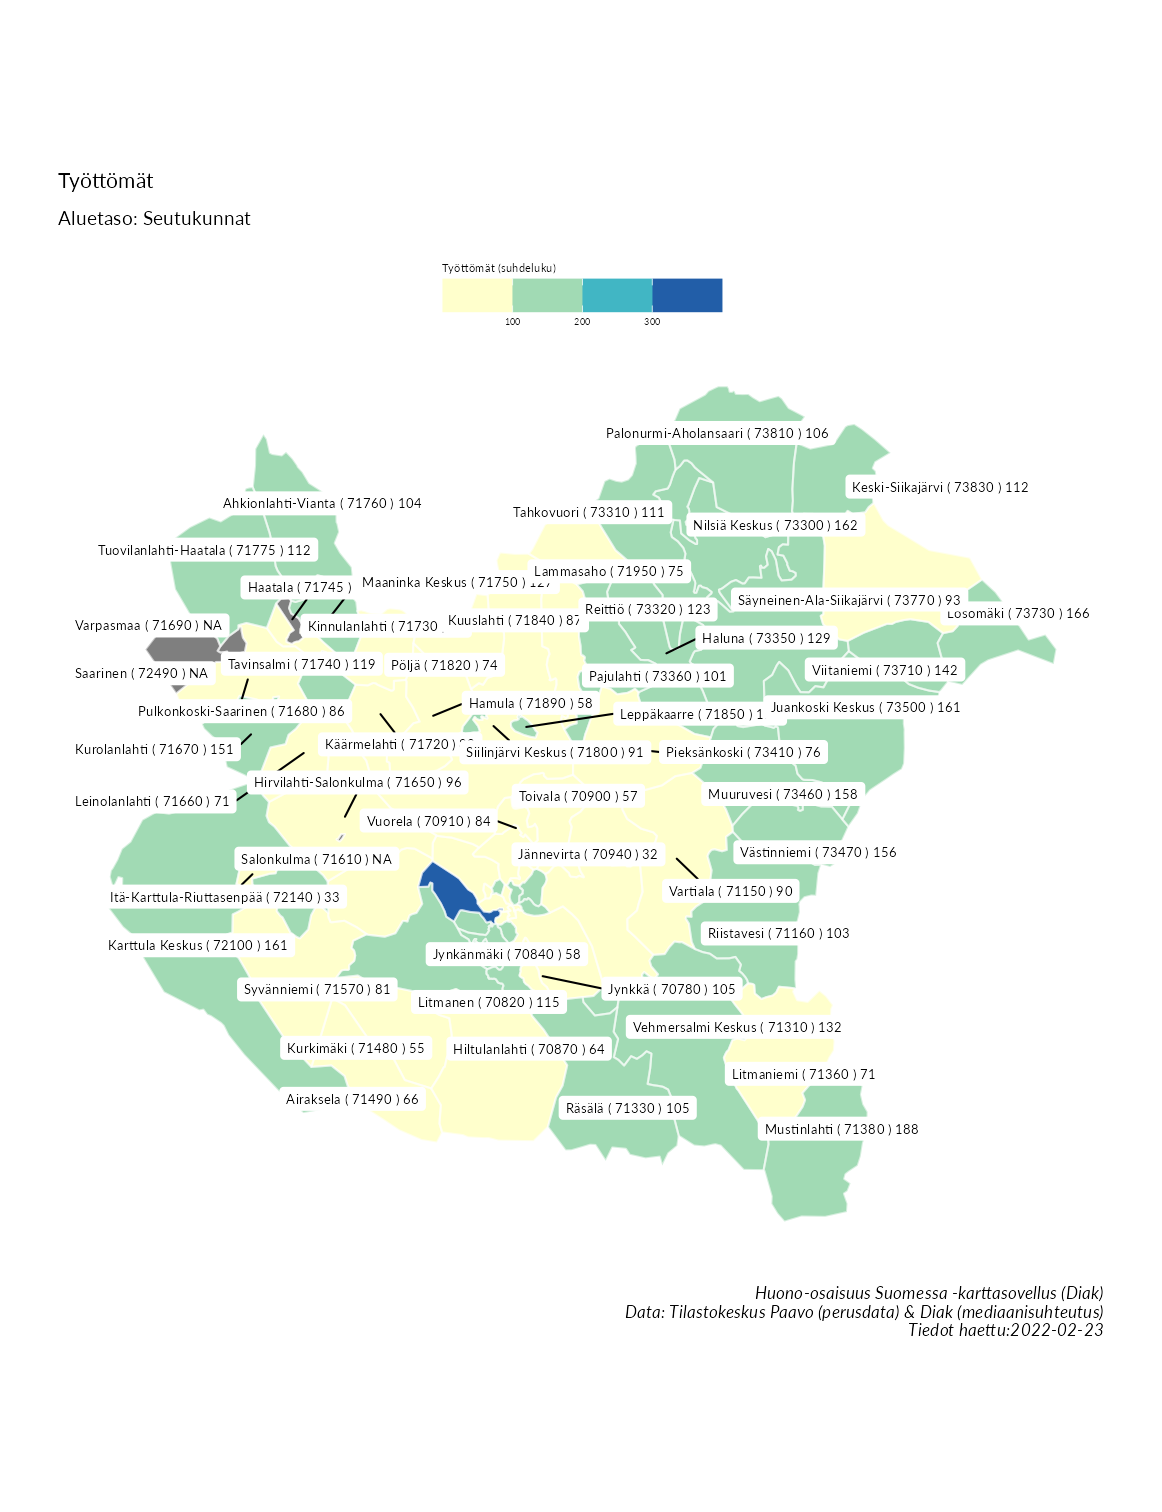 Työttömät
Aluetaso: Seutukunnat
Työttömät (suhdeluku)
100 200 300
Palonurmi-Aholansaari ( 73810 ) 106
Keski-Siikajärvi ( 73830 ) 112
Ahkionlahti-Vianta ( 71760 ) 104
Tahkovuori ( 73310 ) 111
Nilsiä Keskus ( 73300 ) 162
Tuovilanlahti-Haatala ( 71775 ) 112
Lammasaho ( 71950 ) 75
Maaninka Keskus ( 71750 )
Haatala ( 71745 )
Säyneinen-Ala-Siikajärvi ( 73770 ) 93
Reittiö ( 73320 ) 123
Losomäki ( 73730 ) 166
Kuuslahti ( 71840 ) 87
Varpasmaa ( 71690 ) NA
Kinnulanlahti ( 71730
Haluna ( 73350 ) 129
Tavinsalmi ( 71740 ) 119
Pöljä ( 71820 ) 74
Viitaniemi ( 73710 ) 142
Saarinen ( 72490 ) NA
Pajulahti ( 73360 ) 101
Hamula ( 71890 ) 58
Juankoski Keskus ( 73500 ) 161
Pulkonkoski-Saarinen ( 71680 ) 86
Leppäkaarre ( 71850 )
Käärmelahti ( 71720 )
Kurolanlahti ( 71670 ) 151
Siilinjärvi Keskus ( 71800 ) 91
Pieksänkoski ( 73410 ) 76
Hirvilahti-Salonkulma ( 71650 ) 96
Toivala ( 70900 ) 57
Muuruvesi ( 73460 ) 158
Leinolanlahti ( 71660 ) 71
Vuorela ( 70910 ) 84
Jännevirta ( 70940 ) 32
Västinniemi ( 73470 ) 156
Salonkulma ( 71610 ) NA
Vartiala ( 71150 ) 90
Itä-Karttula-Riuttasenpää ( 72140 ) 33
Riistavesi ( 71160 ) 103
Karttula Keskus ( 72100 ) 161
Jynkänmäki ( 70840 ) 58
Syvänniemi ( 71570 ) 81
Jynkkä ( 70780 ) 105
Litmanen ( 70820 ) 115
Vehmersalmi Keskus ( 71310 ) 132
Kurkimäki ( 71480 ) 55
Hiltulanlahti ( 70870 ) 64
Litmaniemi ( 71360 ) 71
Airaksela ( 71490 ) 66
Räsälä ( 71330 ) 105
Mustinlahti ( 71380 ) 188
Huono-osaisuus Suomessa -karttasovellus (Diak)
Data: Tilastokeskus Paavo (perusdata) & Diak (mediaanisuhteutus)
Tiedot haettu:2022-02-23